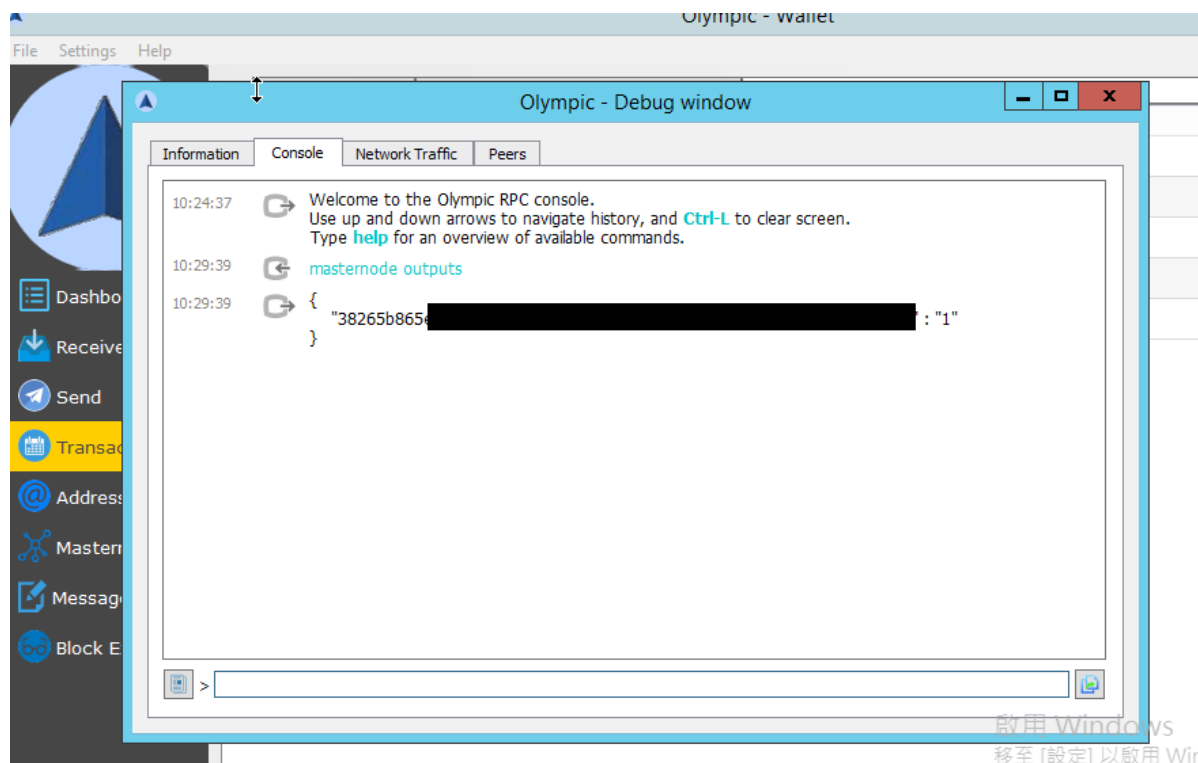 Olympic - Wallet
File Settings Help
Olympic - Debug window
Information Console Network Traffic Peers
10:24:37 Welcome to the Olympic RPC console.
Use up and down arrows to navigate history, and Ctrl-L to clear screen.
Type help for an overview of available commands.
10:29:39 masternode outputs
10:29:39 {
"38265b865 " : "1"
}
Dashbo
Receive
Send
Transac
Address
Mastern
Messag
Block E
>
啟用 Windows
移至 [設定] 以啟用 Win